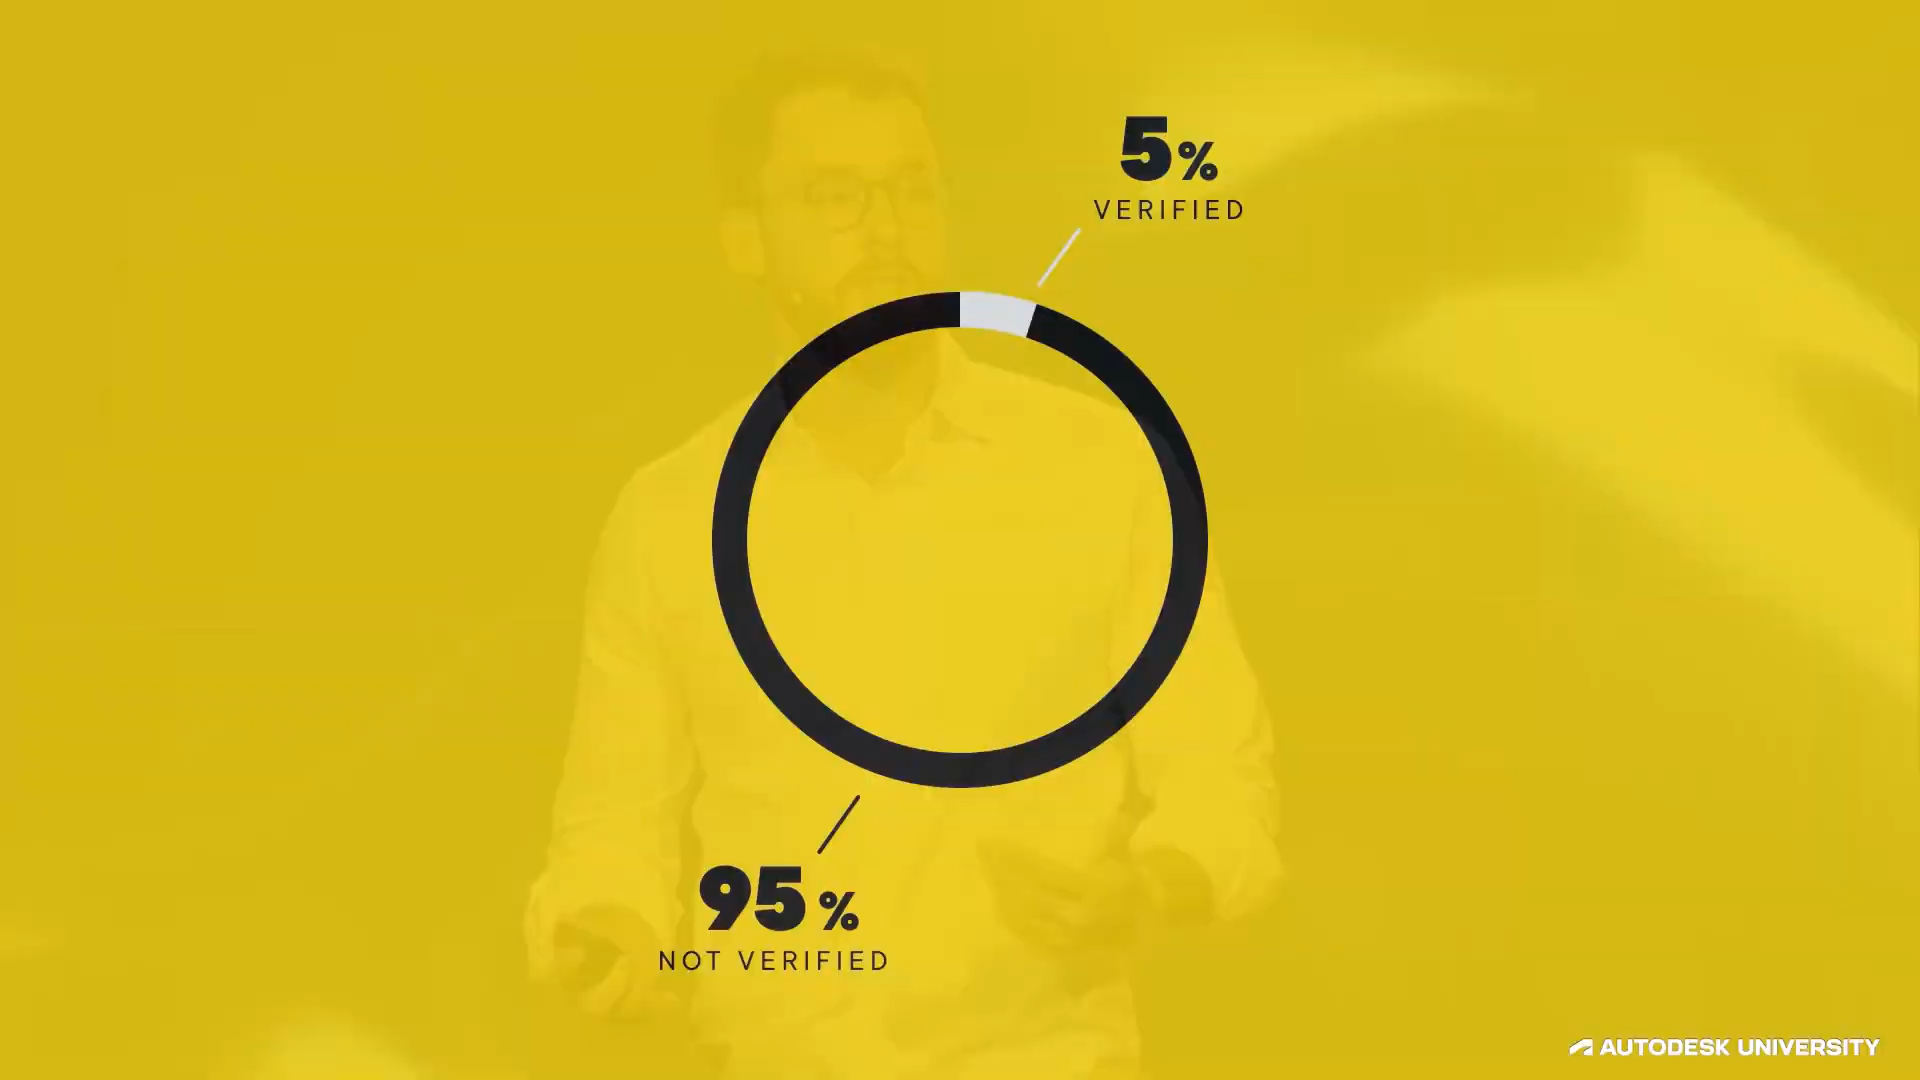 5%
VERIFIED
95%
NOT VERIFIED
AUTODESK UNIVERSITY